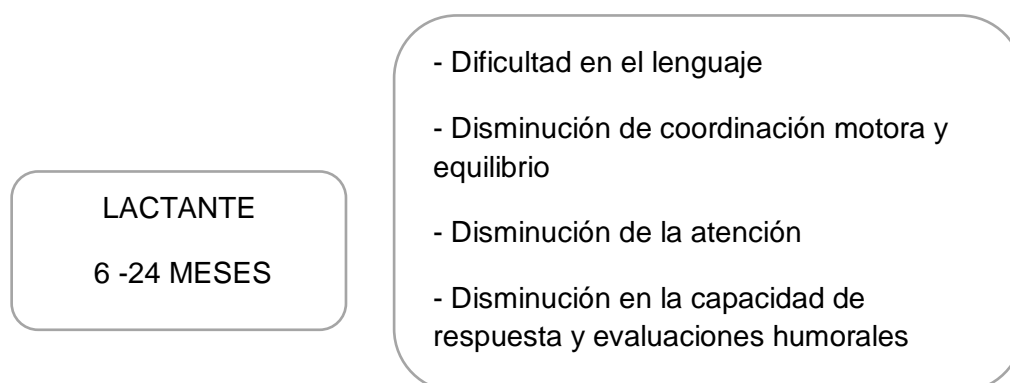 LACTANTE
6 -24 MESES
- Dificultad en el lenguaje
- Disminución de coordinación motora y
equilibrio
- Disminución de la atención
- Disminución en la capacidad de
respuesta y evaluaciones humorales